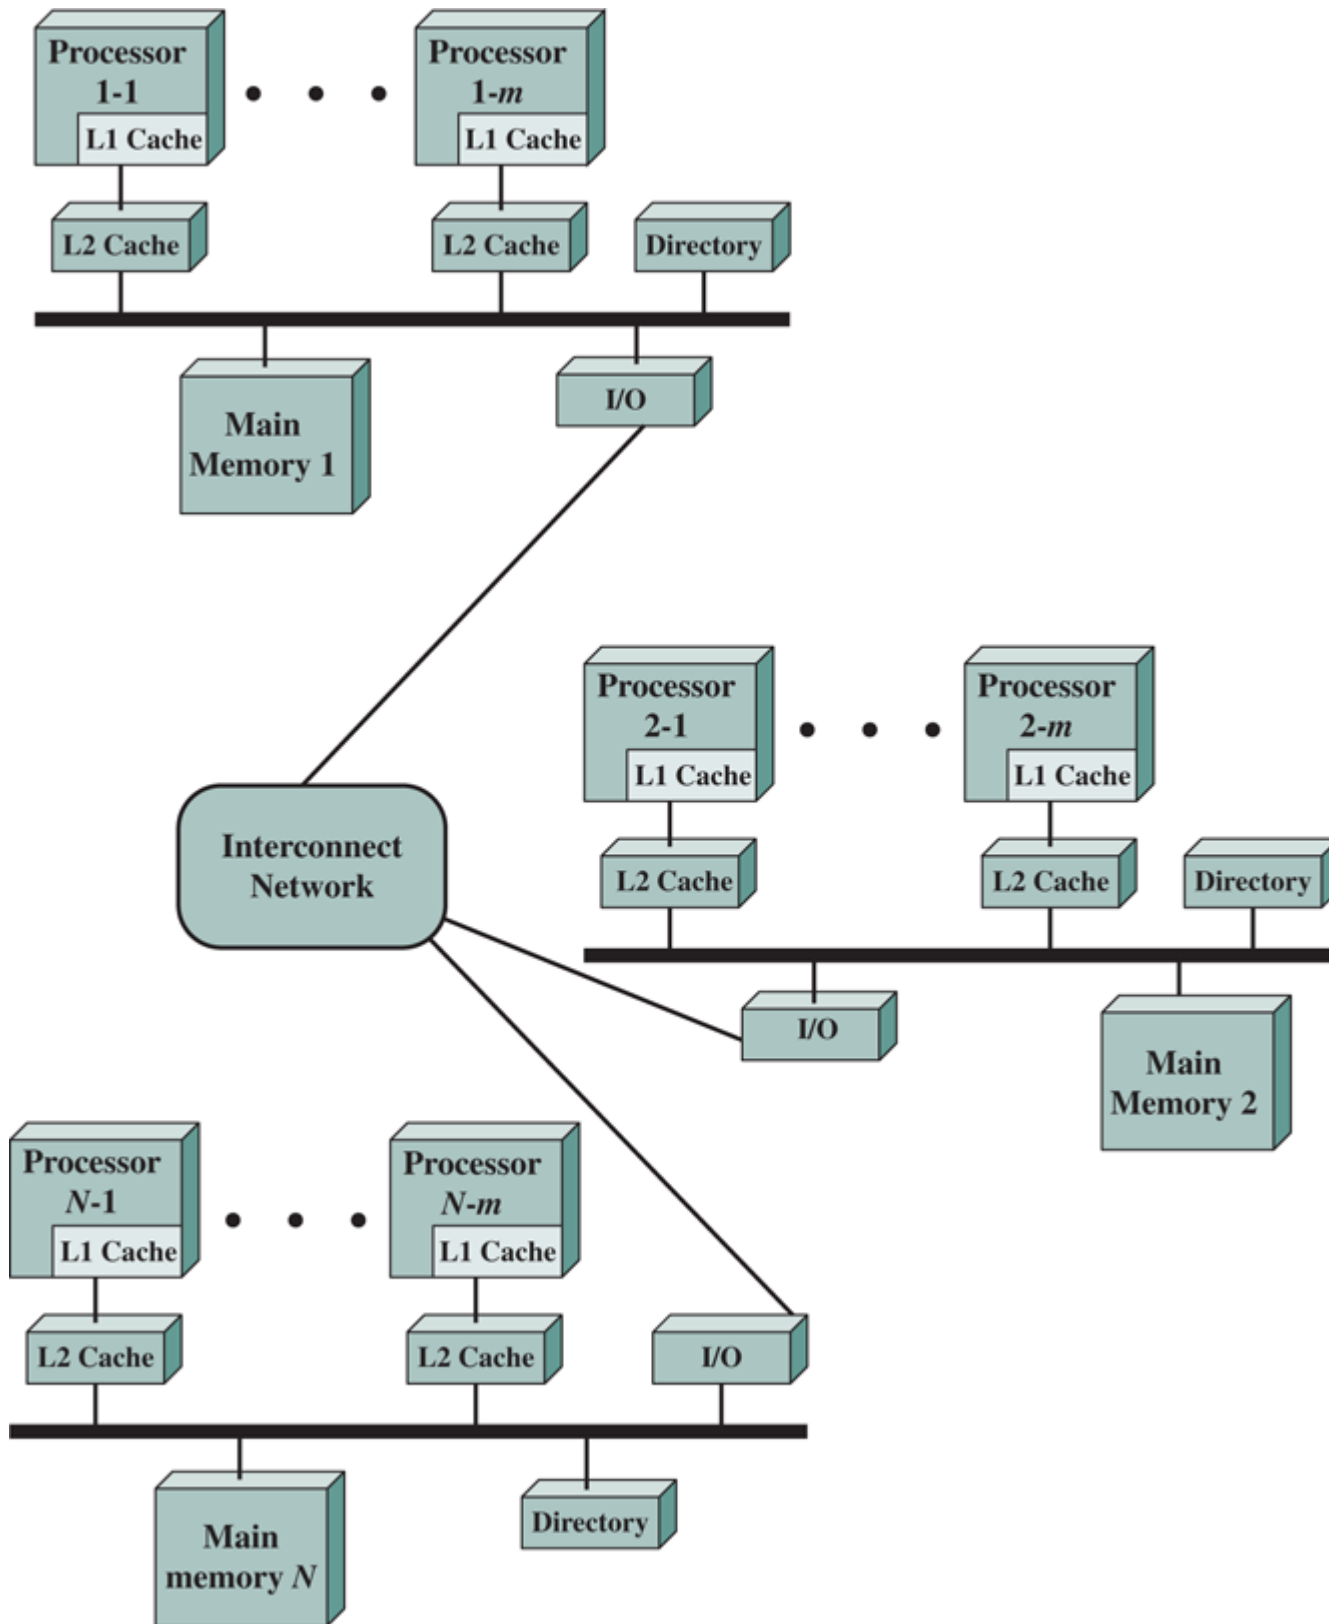 Processor
1-1
L1 Cache
Processor
1-m
L1 Cache
L2 Cache
L2 Cache
Directory
Main
Memory 1
I/O
Processor
2-1
L1 Cache
Processor
2-m
L1 Cache
Interconnect
Network
L2 Cache
L2 Cache
Directory
I/O
Main
Memory 2
Processor
N-1
L1 Cache
Processor
N-m
L1 Cache
L2 Cache
L2 Cache
I/O
Main
memory N
Directory